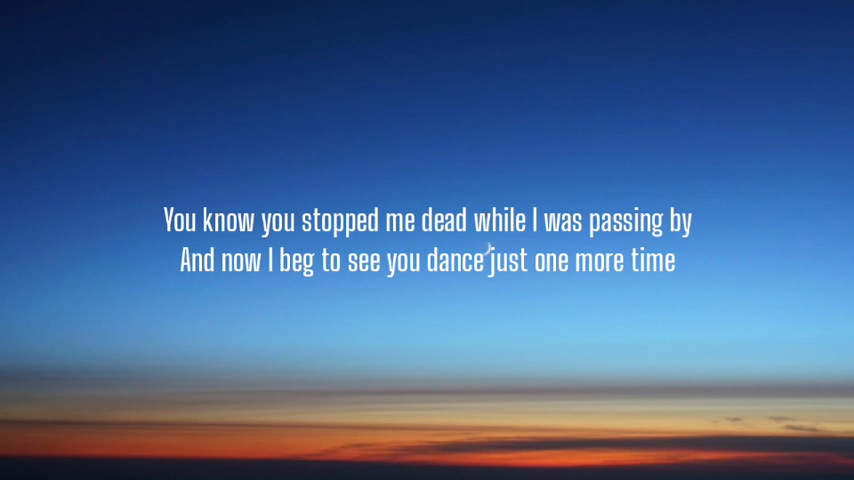 You know you stopped me dead while I was passing by
And now I beg to see you dance just one more time